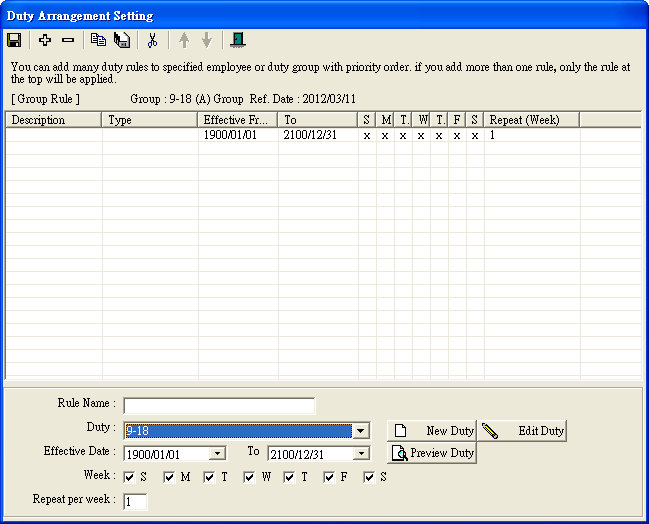 Duty Arrangement Setting
You can add many duty rules to specified employee or duty group with priority order. if you add more than one rule, only the rule at
the top will be applied.
[ Group Rule ] Group : 9-18 (A) Group Ref. Date : 2012/03/11
Description Type Effective Fr... To S M T. W T. F S Repeat (Week)
1900/01/01 2100/12/31 x x x x x x x 1
Rule Name :
Duty : 9-18 New Duty Edit Duty
Effective Date : 1900/01/01 To 2100/12/31 Preview Duty
Week : S M T W T F S
Repeat per week : 1